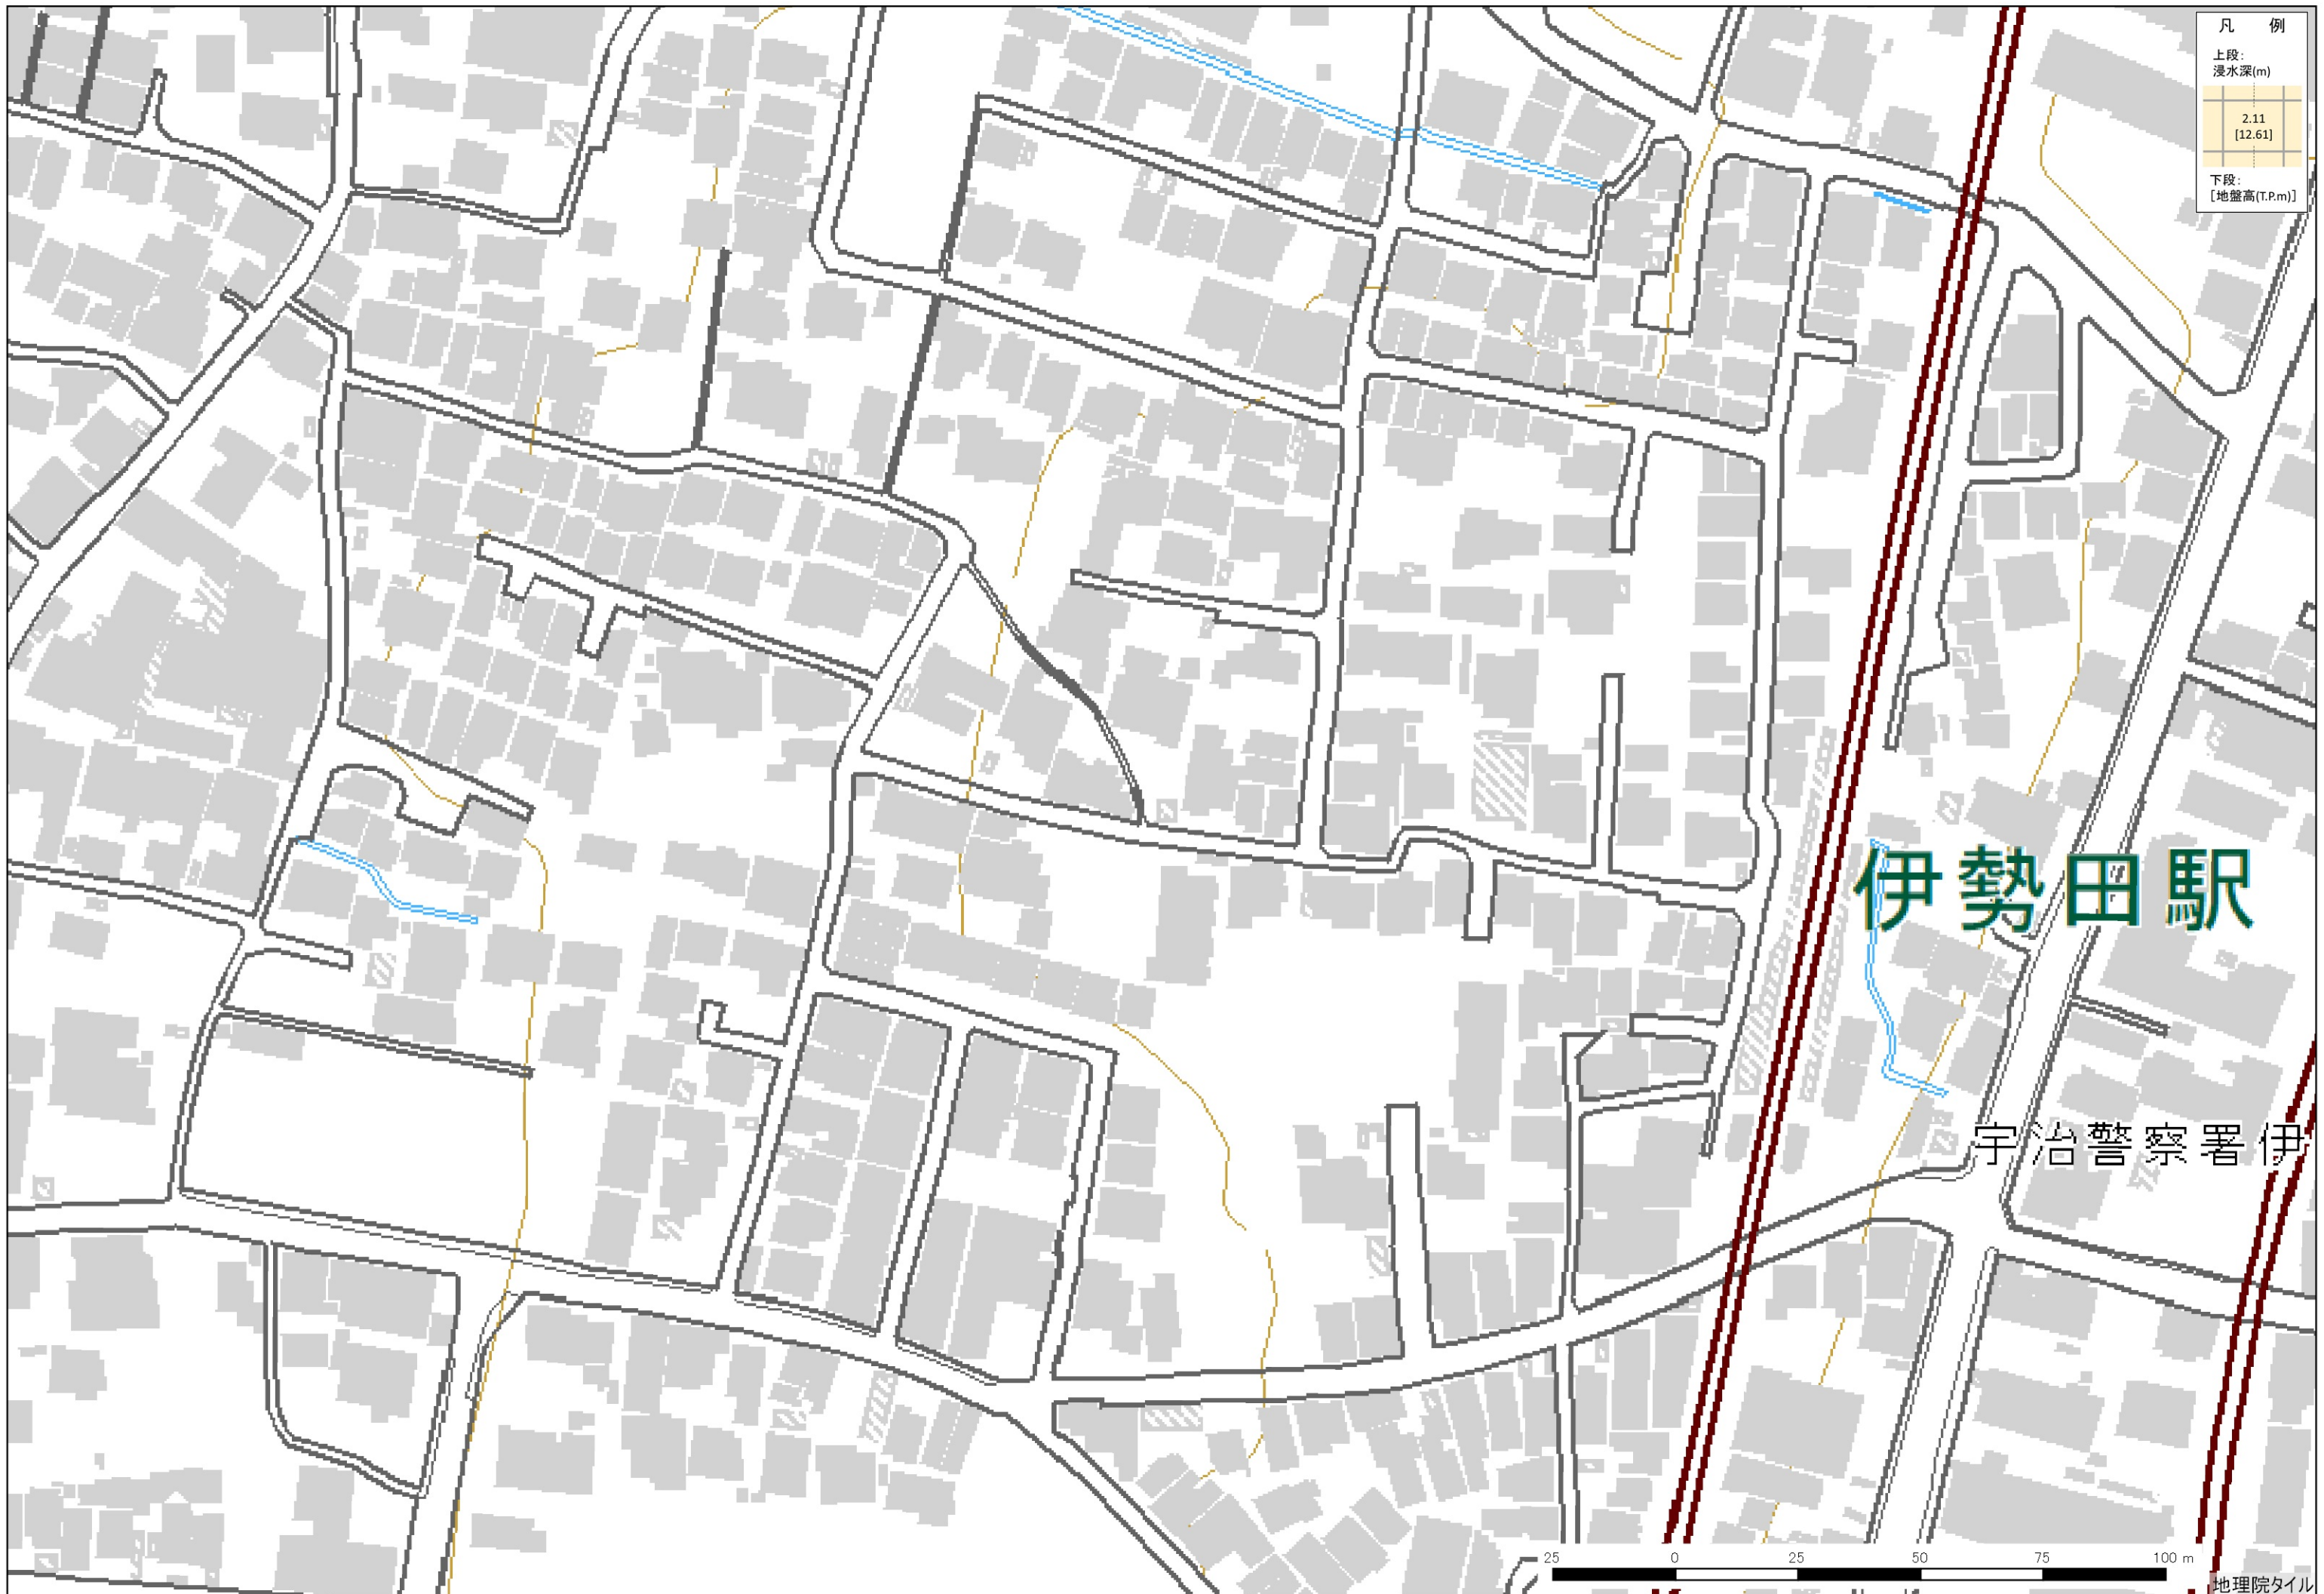 凡 例
上段:
浸水深(m)
2.11
[12.61]
下段:
[地盤高(T.P.m)]
伊勢田駅
宇治警察署伊
25 0 25 50 75 100 m
地理院タイル